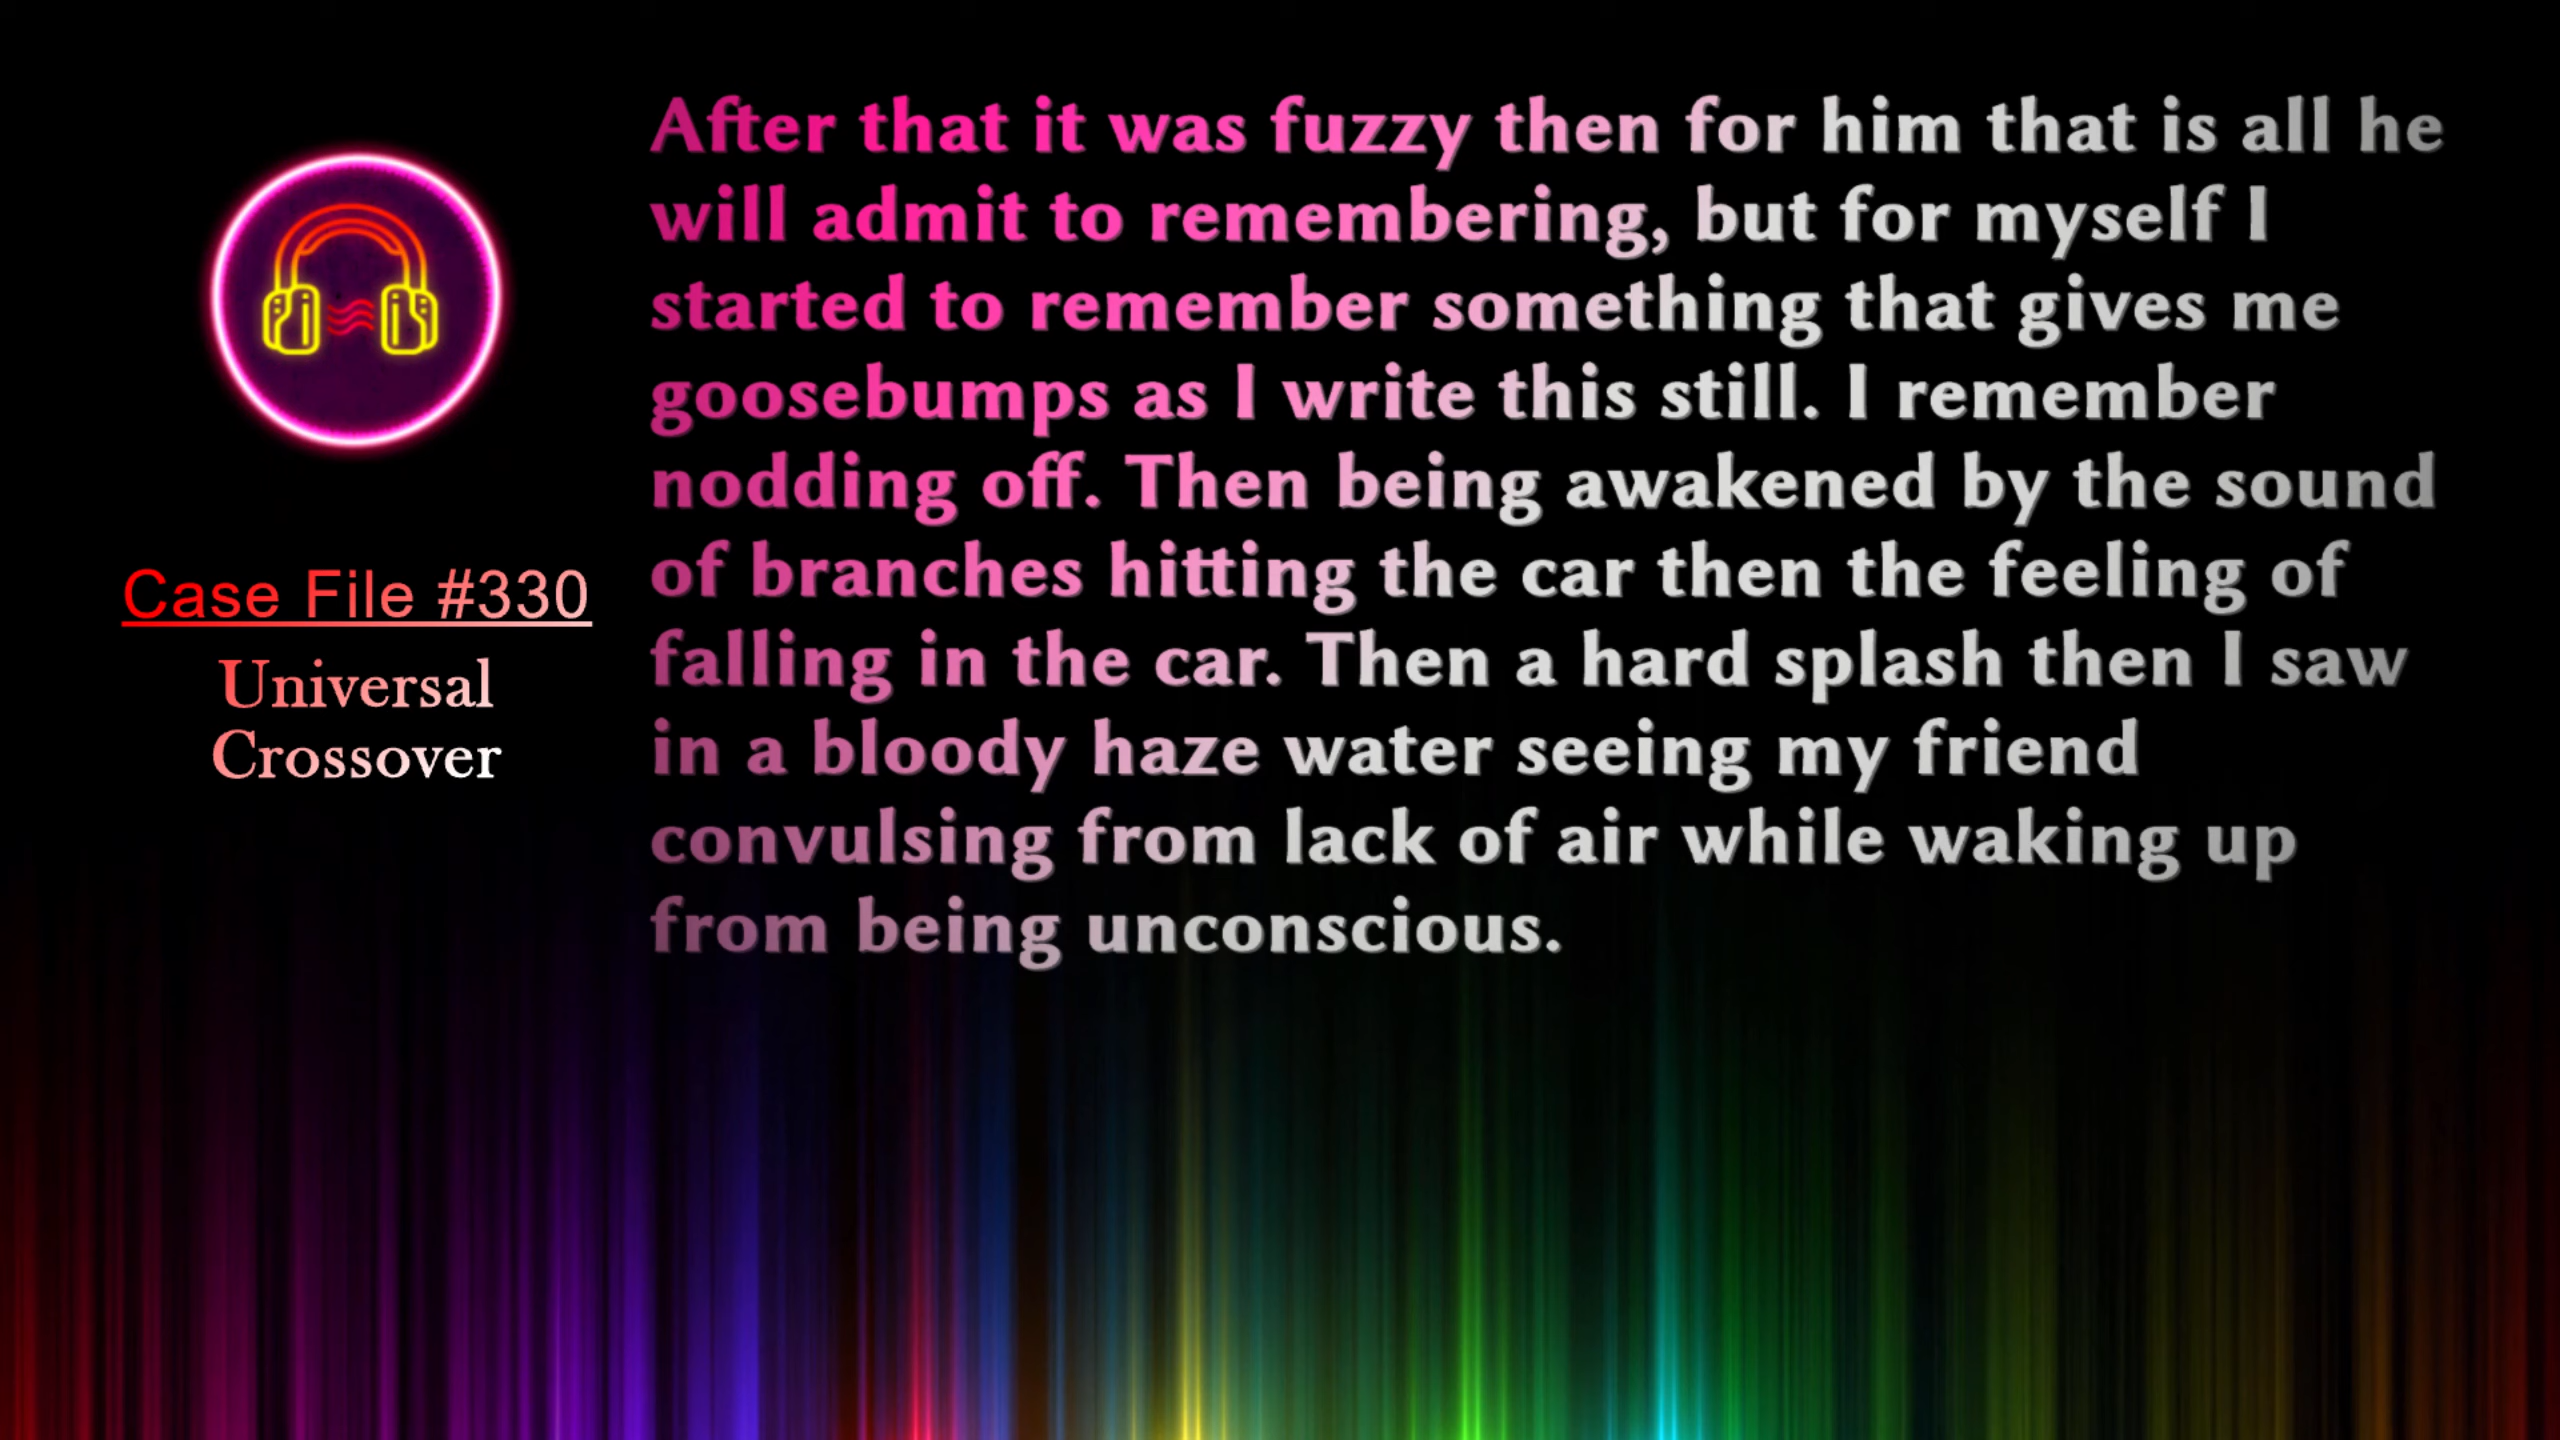 Case File #330
Universal
Crossover
After that it was fuzzy then for him that is all he
will admit to remembering, but for myself I
started to remember something that gives me
goosebumps as I write this still. I remember
nodding off. Then being awakened by the sound
of branches hitting the car then the feeling of
falling in the car. Then a hard splash then I saw
in a bloody haze water seeing my friend
convulsing from lack of air while waking up
from being unconscious.